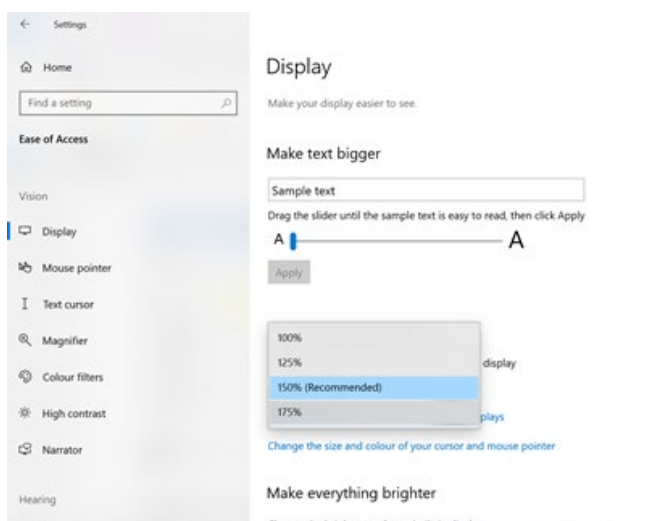 Settings
Home
Find a setting
Ease of Access
Vision
Display
Mouse pointer
Text cursor
Magnifier
Colour filters
High contrast
Narrator
Hearing
Display
Make your display easier to see.
Make text bigger
Sample text
Drag the slider until the sample text is easy to read, then click Apply
A A
Apply
100%
125%
display
150% (Recommended)
175%
plays
Change the size and colour of your cursor and mouse pointer
Make everything brighter